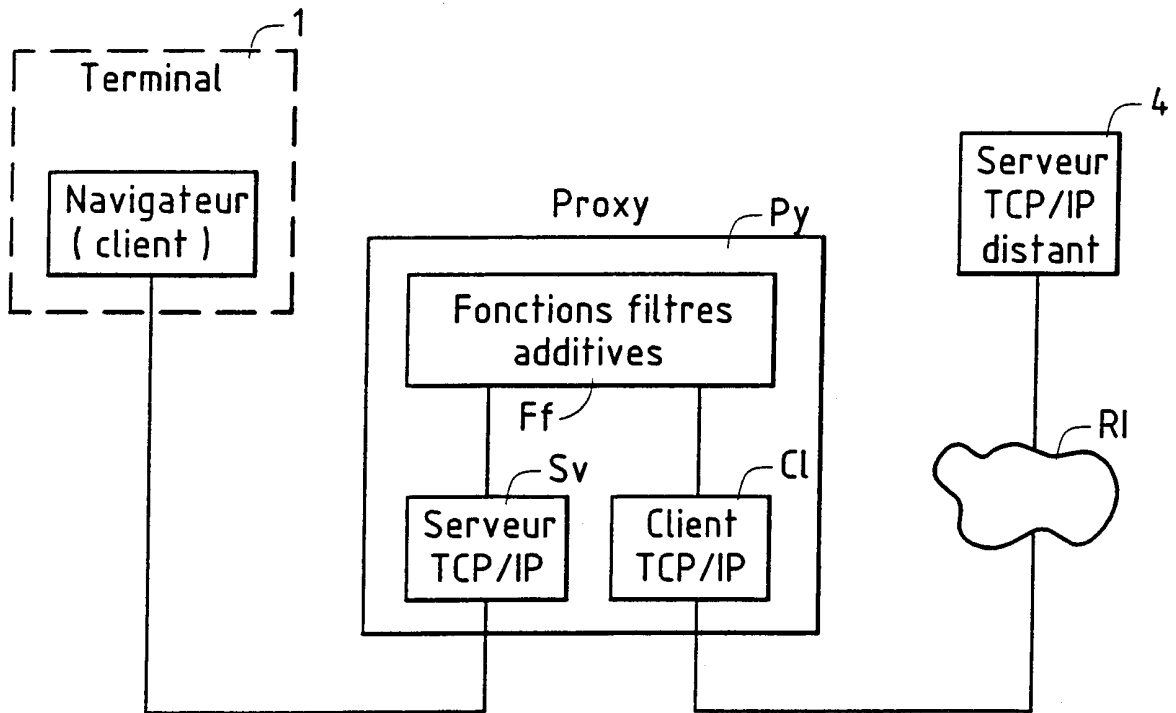 1
Terminal
Navigateur
( client )
4
Serveur
TCP/IP
distant
Proxy
Py
Fonctions filtres
additives
Ff
Sv
Cl
Serveur
TCP/IP
Client
TCP/IP
RI